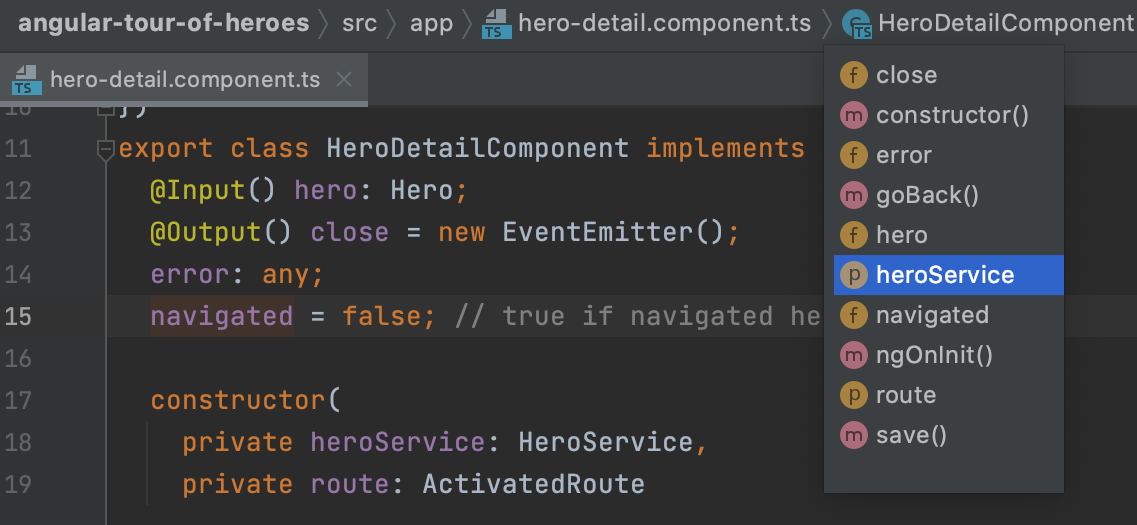 angular-tour-of-heroes src app hero-detail.component.ts HeroDetailComponent
hero-detail.component.ts
})
11 export class HeroDetailComponent implements
12 @Input() hero: Hero;
13 @Output() close = new EventEmitter();
14 error: any;
15 navigated = false; // true if navigated he
16
17 constructor(
18 private heroService: HeroService,
19 private route: ActivatedRoute
f close
m constructor()
f error
m goBack()
f hero
p heroService
f navigated
m ngOnInit()
p route
m save()